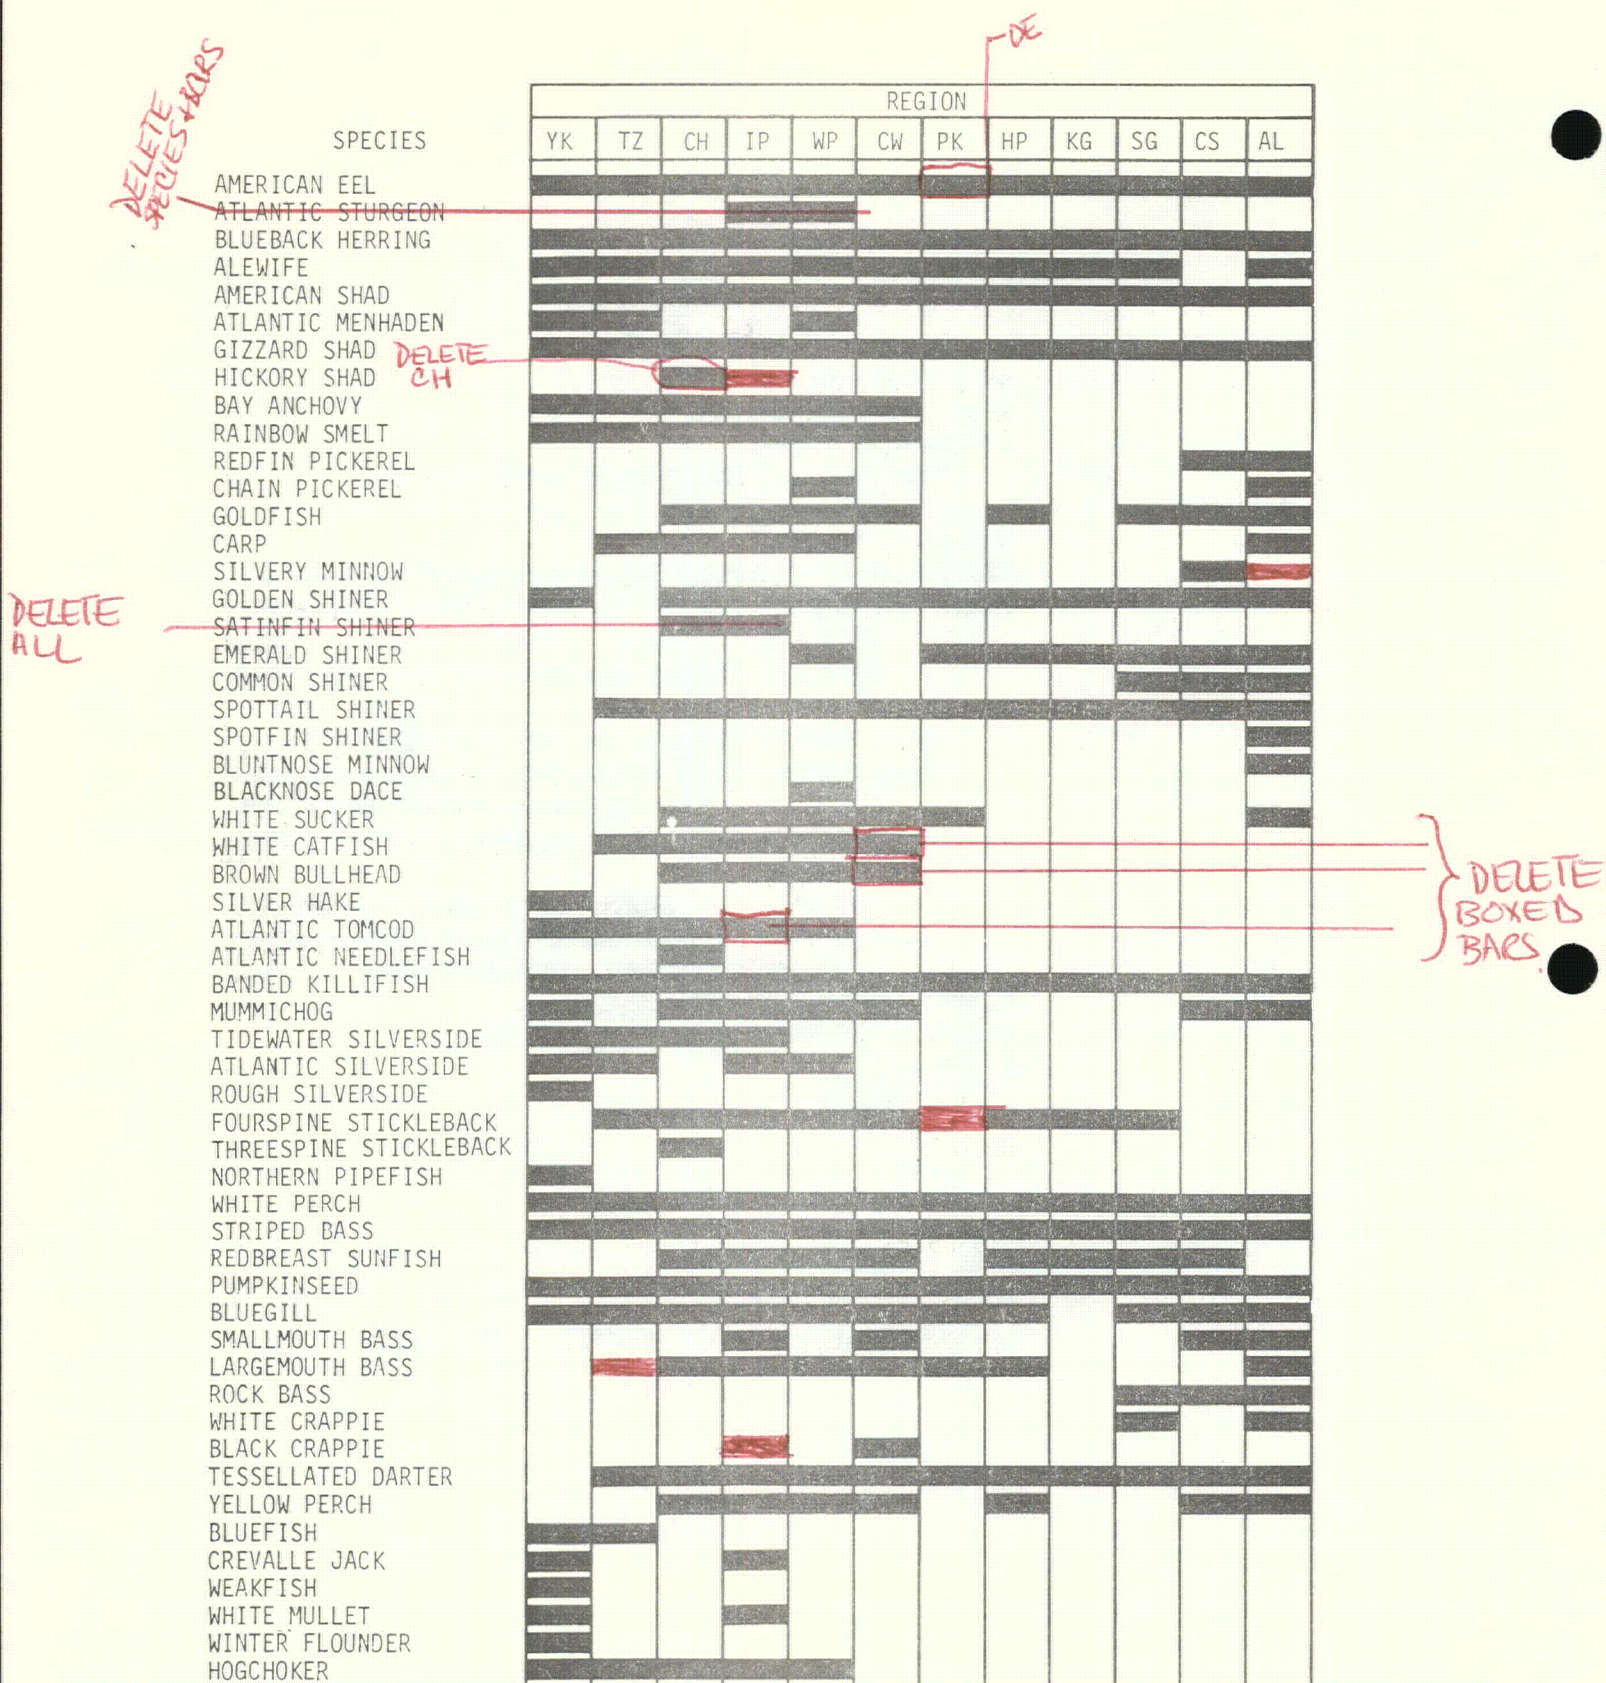 DE
DELETE
SPECIES + BARS
REGION
SPECIES YK TZ CH IP WP CW PK HP KG SG CS AL
AMERICAN EEL
ATLANTIC STURGEON
BLUEBACK HERRING
ALEWIFE
AMERICAN SHAD
ATLANTIC MENHADEN
GIZZARD SHAD
DELETE
CH
HICKORY SHAD
BAY ANCHOVY
RAINBOW SMELT
REDFIN PICKEREL
CHAIN PICKEREL
GOLDFISH
CARP
SILVERY MINNOW
GOLDEN SHINER
DELETE
ALL
SATINFIN SHINER
EMERALD SHINER
COMMON SHINER
SPOTTAIL SHINER
SPOTFIN SHINER
BLUNTNOSE MINNOW
BLACKNOSE DACE
WHITE SUCKER
WHITE CATFISH
BROWN BULLHEAD
DELETE
BOXED
BARS.
SILVER HAKE
ATLANTIC TOMCOD
ATLANTIC NEEDLEFISH
BANDED KILLIFISH
MUMMICHOG
TIDEWATER SILVERSIDE
ATLANTIC SILVERSIDE
ROUGH SILVERSIDE
FOURSPINE STICKLEBACK
THREESPINE STICKLEBACK
NORTHERN PIPEFISH
WHITE PERCH
STRIPED BASS
REDBREAST SUNFISH
PUMPKINSEED
BLUEGILL
SMALLMOUTH BASS
LARGEMOUTH BASS
ROCK BASS
WHITE CRAPPIE
BLACK CRAPPIE
TESSELLATED DARTER
YELLOW PERCH
BLUEFISH
CREVALLE JACK
WEAKFISH
WHITE MULLET
WINTER FLOUNDER
HOGCHOKER